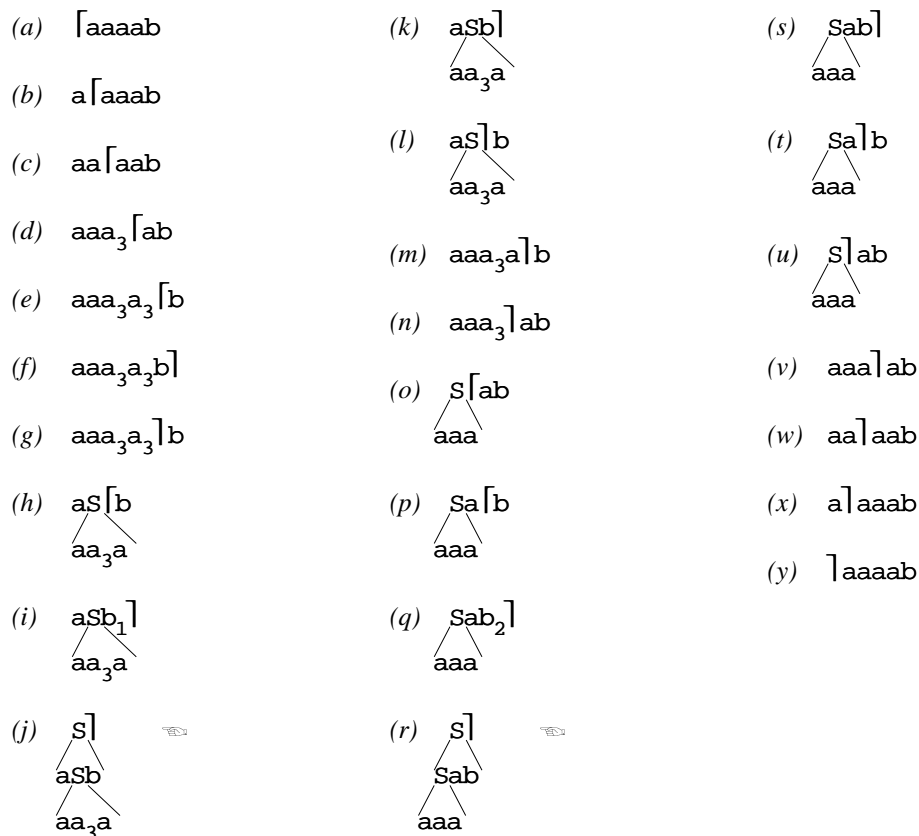 (a) ⌈aaaab
(b) a⌈aaab
(c) aa⌈aab
(d) aaa₃⌈ab
(e) aaa₃a₃⌈b
(f) aaa₃a₃b⌉
(g) aaa₃a₃⌉b
(h) aS⌈b
aa₃a
(i) aSb₁⌉
aa₃a
(j) S⌉ ☜
aSb
aa₃a
(k) aSb⌉
aa₃a
(l) aS⌉b
aa₃a
(m) aaa₃a⌉b
(n) aaa₃⌉ab
(o) S⌈ab
aaa
(p) Sa⌈b
aaa
(q) Sab₂⌉
aaa
(r) S⌉ ☜
Sab
aaa
(s) Sab⌉
aaa
(t) Sa⌉b
aaa
(u) S⌉ab
aaa
(v) aaa⌉ab
(w) aa⌉aab
(x) a⌉aaab
(y) ⌉aaaab